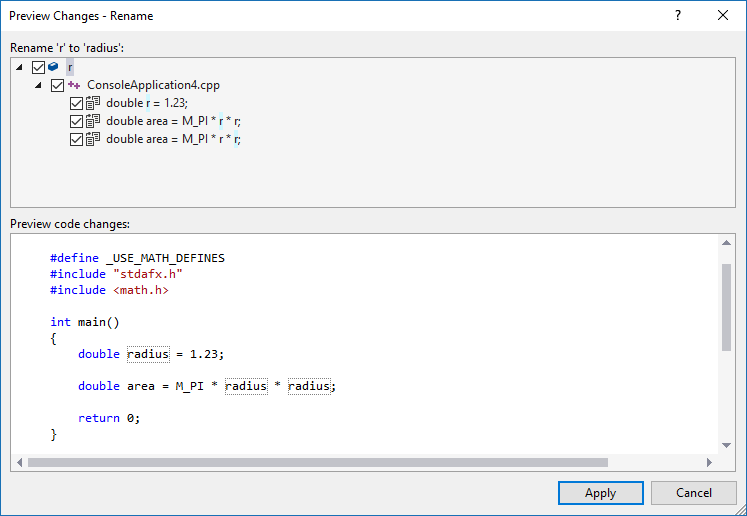 Preview Changes - Rename ?
Rename 'r' to 'radius':
r
ConsoleApplication4.cpp
double r = 1.23;
double area = M_PI * r * r;
double area = M_PI * r * r;
Preview code changes:
#define _USE_MATH_DEFINES
#include "stdafx.h"
#include <math.h>
int main()
{
double radius = 1.23;
double area = M_PI * radius * radius;
return 0;
}
Apply Cancel